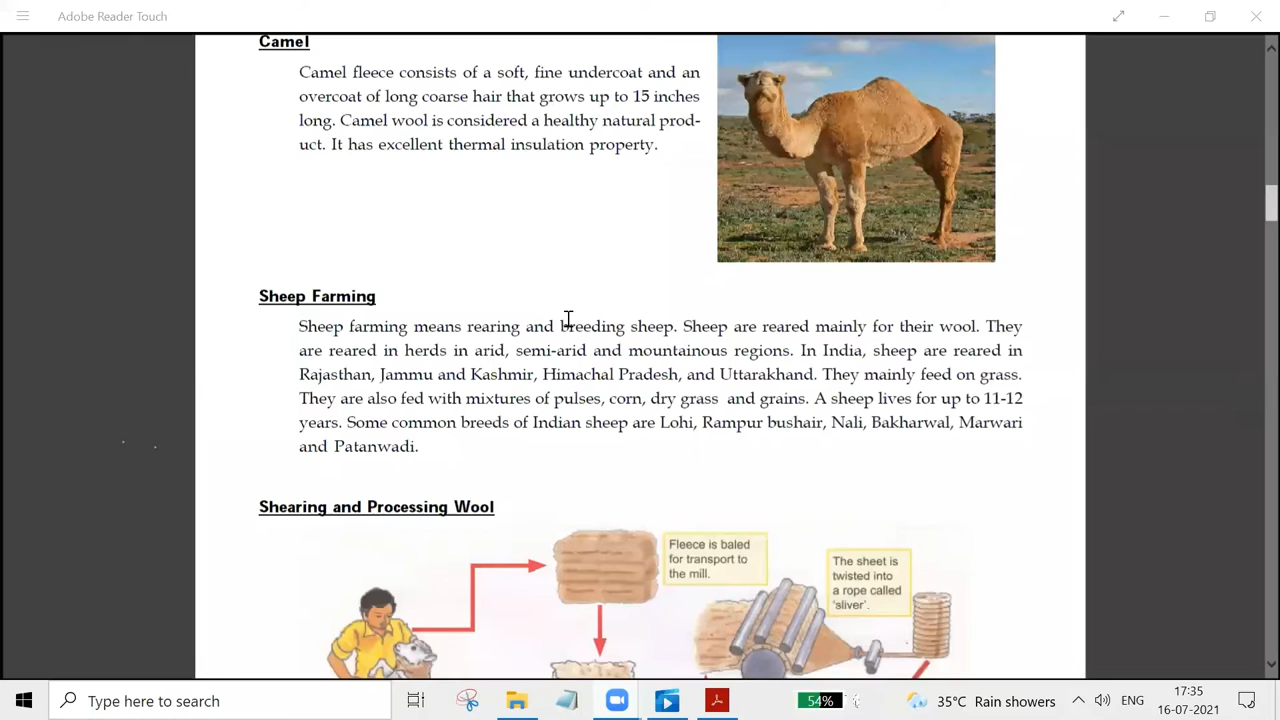 Adobe Reader Touch
Camel
Camel fleece consists of a soft, fine undercoat and an
overcoat of long coarse hair that grows up to 15 inches
long. Camel wool is considered a healthy natural prod-
uct. It has excellent thermal insulation property.
Sheep Farming
Sheep farming means rearing and breeding sheep. Sheep are reared mainly for their wool. They
are reared in herds in arid, semi-arid and mountainous regions. In India, sheep are reared in
Rajasthan, Jammu and Kashmir, Himachal Pradesh, and Uttarakhand. They mainly feed on grass.
They are also fed with mixtures of pulses, corn, dry grass and grains. A sheep lives for up to 11-12
years. Some common breeds of Indian sheep are Lohi, Rampur bushair, Nali, Bakharwal, Marwari
and Patanwadi.
Shearing and Processing Wool
Fleece is baled
for transport to
the mill.
The sheet is
twisted into
a rope called
‘sliver’.
Type here to search
54%
35°C Rain showers
ENG
17:35
16-07-2021